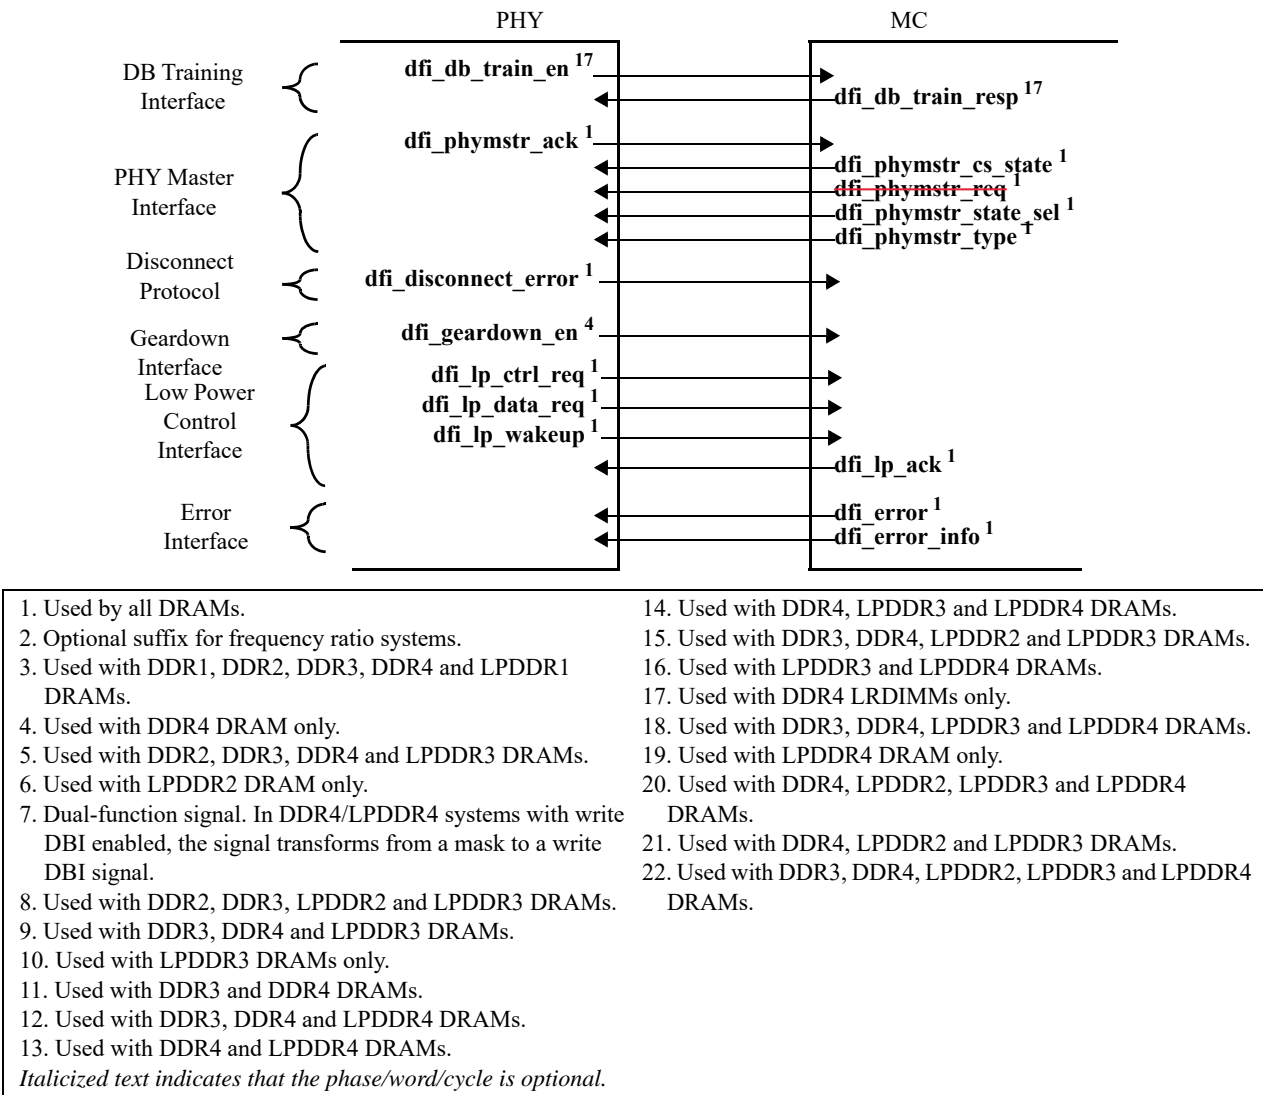 PHY
MC
DB Training
Interface
dfi_db_train_en 17
dfi_db_train_resp 17
PHY Master
Interface
dfi_phymstr_ack 1
dfi_phymstr_cs_state 1
dfi_phymstr_req 1
dfi_phymstr_state_sel 1
dfi_phymstr_type 1
Disconnect
Protocol
dfi_disconnect_error 1
Geardown
Interface
dfi_geardown_en 4
Low Power
Control
Interface
dfi_lp_ctrl_req 1
dfi_lp_data_req 1
dfi_lp_wakeup 1
dfi_lp_ack 1
Error
Interface
dfi_error 1
dfi_error_info 1
1. Used by all DRAMs.
2. Optional suffix for frequency ratio systems.
3. Used with DDR1, DDR2, DDR3, DDR4 and LPDDR1
DRAMs.
4. Used with DDR4 DRAM only.
5. Used with DDR2, DDR3, DDR4 and LPDDR3 DRAMs.
6. Used with LPDDR2 DRAM only.
7. Dual-function signal. In DDR4/LPDDR4 systems with write
DBI enabled, the signal transforms from a mask to a write
DBI signal.
8. Used with DDR2, DDR3, LPDDR2 and LPDDR3 DRAMs.
9. Used with DDR3, DDR4 and LPDDR3 DRAMs.
10. Used with LPDDR3 DRAMs only.
11. Used with DDR3 and DDR4 DRAMs.
12. Used with DDR3, DDR4 and LPDDR4 DRAMs.
13. Used with DDR4 and LPDDR4 DRAMs.
Italicized text indicates that the phase/word/cycle is optional.
14. Used with DDR4, LPDDR3 and LPDDR4 DRAMs.
15. Used with DDR3, DDR4, LPDDR2 and LPDDR3 DRAMs.
16. Used with LPDDR3 and LPDDR4 DRAMs.
17. Used with DDR4 LRDIMMs only.
18. Used with DDR3, DDR4, LPDDR3 and LPDDR4 DRAMs.
19. Used with LPDDR4 DRAM only.
20. Used with DDR4, LPDDR2, LPDDR3 and LPDDR4
DRAMs.
21. Used with DDR4, LPDDR2 and LPDDR3 DRAMs.
22. Used with DDR3, DDR4, LPDDR2, LPDDR3 and LPDDR4
DRAMs.